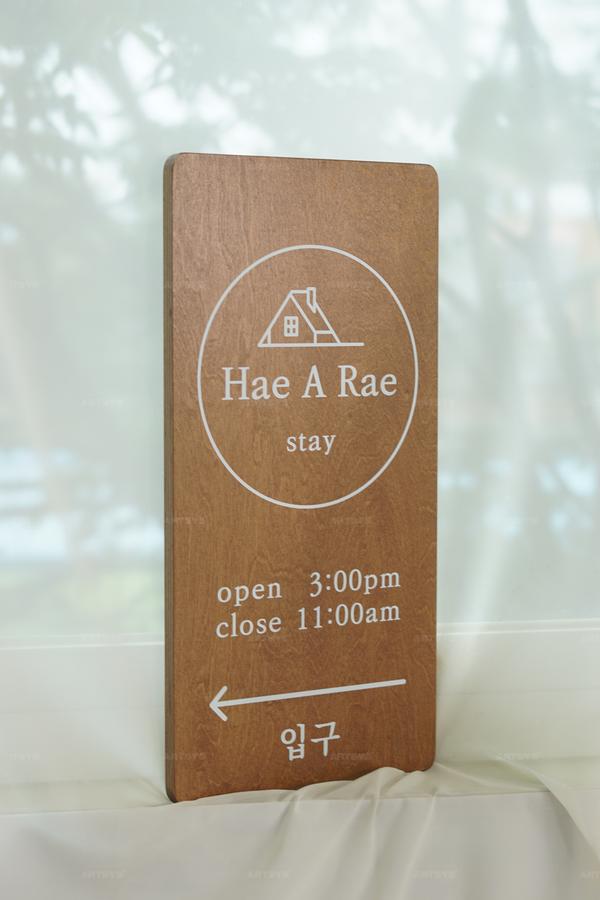 Hae A Rae
stay
open 3:00pm
close 11:00am
입구